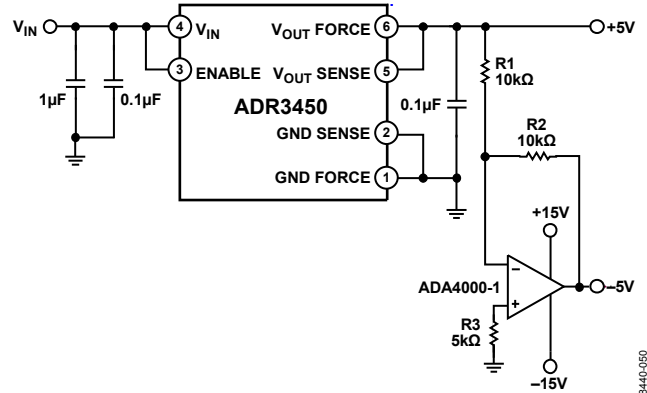 VIN
4
VIN
VOUT FORCE
6
+5V
3
ENABLE
VOUT SENSE
5
R1
10kΩ
1µF
0.1µF
ADR3450
0.1µF
GND SENSE
2
R2
10kΩ
GND FORCE
1
+15V
−
ADA4000-1
−5V
+
R3
5kΩ
−15V
8440-050